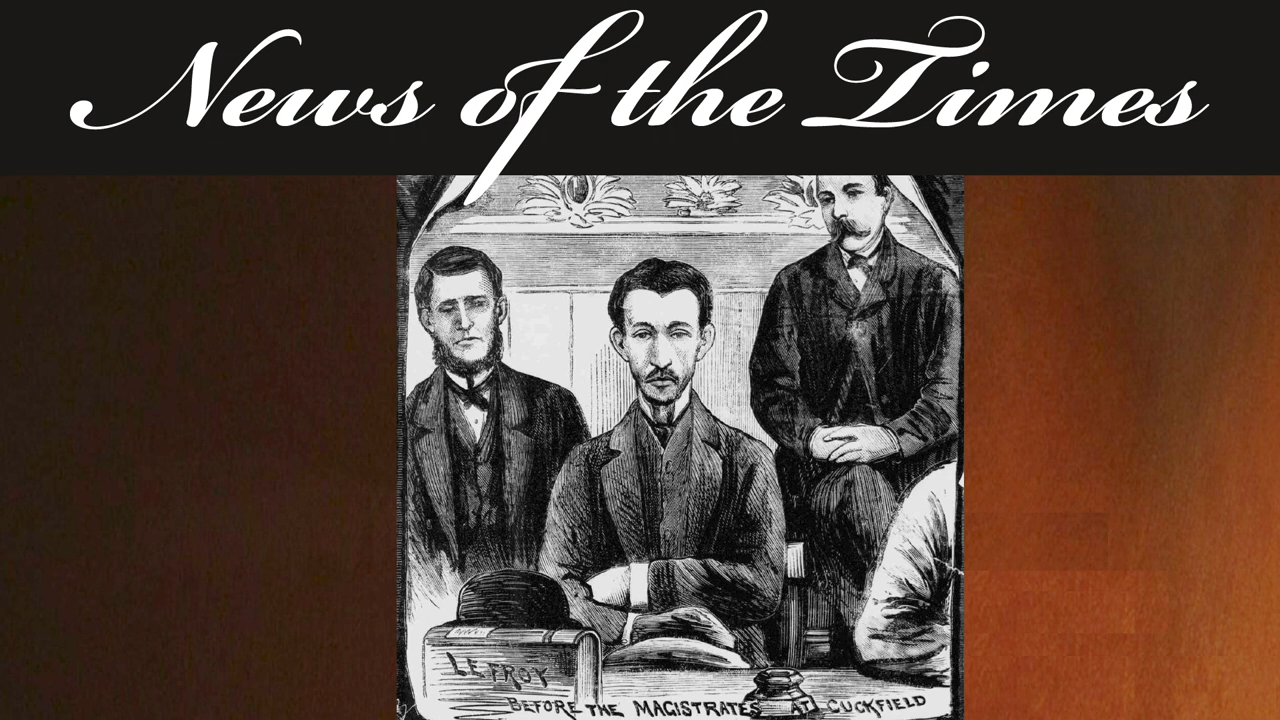 News of the Times
LEFROY
BEFORE THE MAGISTRATES AT CUCKFIELD